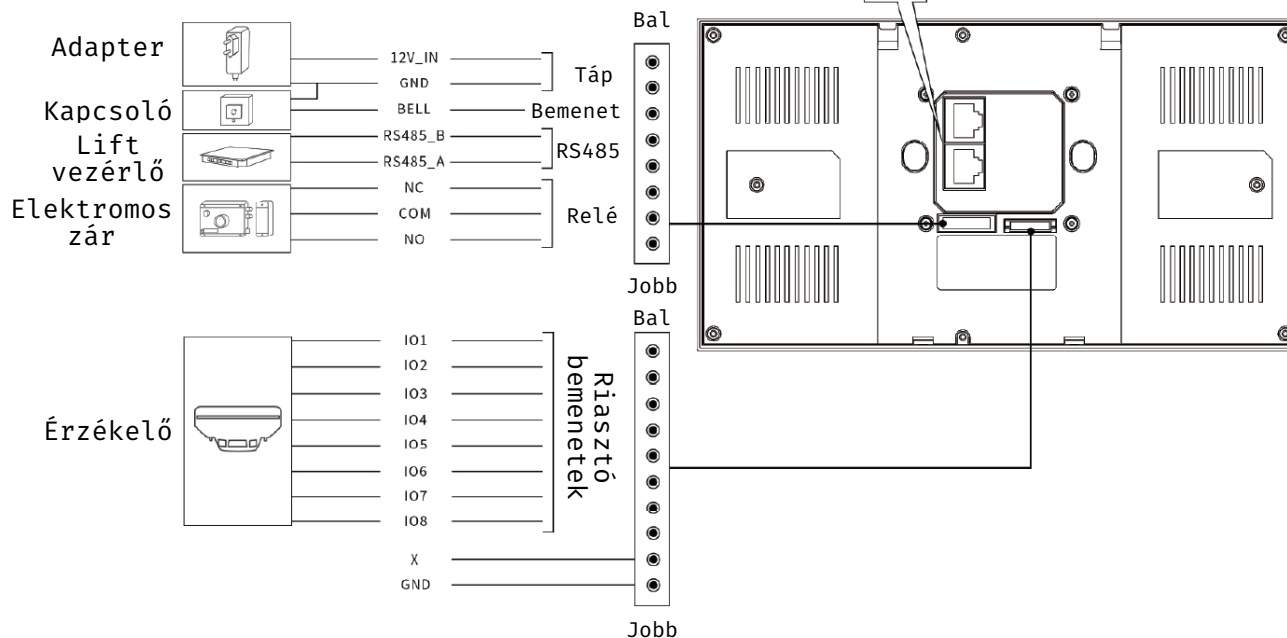 Bal
Adapter
12V_IN
GND
Táp
Kapcsoló
BELL
Bemenet
Lift
vezérlő
RS485_B
RS485_A
RS485
Elektromos
zár
NC
COM
NO
Relé
Jobb
Bal
Érzékelő
IO1
IO2
IO3
IO4
IO5
IO6
IO7
IO8
Riasztó
bemenetek
X
GND
Jobb